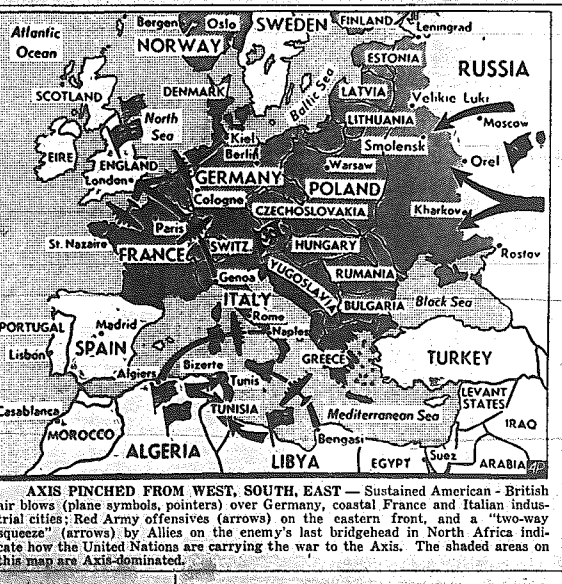 Bergen
Oslo
SWEDEN
FINLAND
Leningrad
Atlantic
Ocean
NORWAY
ESTONIA
RUSSIA
SCOTLAND
DENMARK
Baltic Sea
LATVIA
Velikie Luki
North
Sea
LITHUANIA
Moscow
Kiel
Smolensk
EIRE
ENGLAND
Berlin
Warsaw
Orel
London
GERMANY
POLAND
Cologne
CZECHOSLOVAKIA
Kharkov
Paris
St. Nazaire
FRANCE
SWITZ.
HUNGARY
Rostov
Genoa
YUGOSLAVIA
RUMANIA
ITALY
Black Sea
BULGARIA
PORTUGAL
Madrid
Rome
Naples
SPAIN
Lisbon
GREECE
TURKEY
Algiers
Bizerte
Tunis
Casablanca
TUNISIA
Mediterranean Sea
LEVANT
STATES
IRAQ
MOROCCO
ALGERIA
Bengasi
LIBYA
EGYPT
Suez
ARABIA
AXIS PINCHED FROM WEST, SOUTH, EAST — Sustained American - British
air blows (plane symbols, pointers) over Germany, coastal France and Italian indus-
trial cities; Red Army offensives (arrows) on the eastern front, and a "two-way
squeeze" (arrows) by Allies on the enemy's last bridgehead in North Africa indi-
cate how the United Nations are carrying the war to the Axis. The shaded areas on
this map are Axis-dominated.